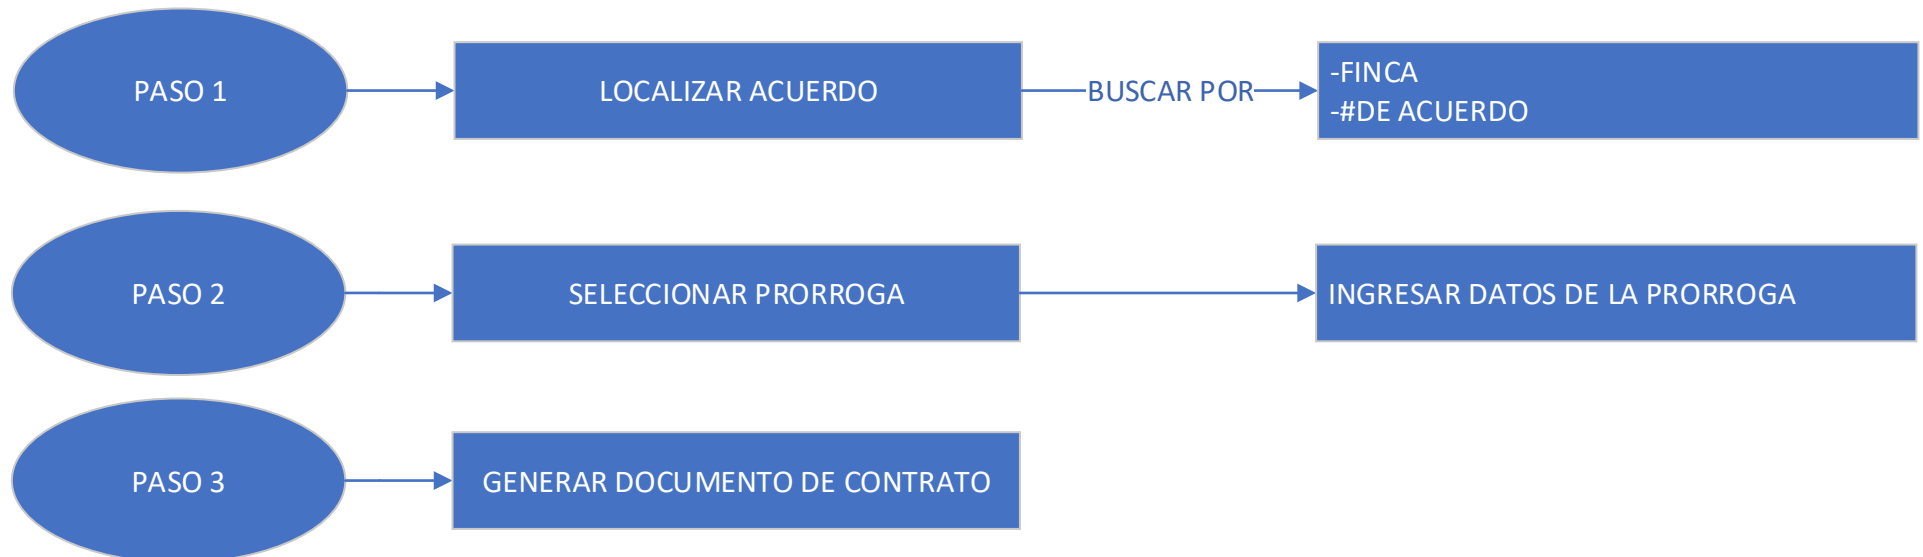 PASO 1
LOCALIZAR ACUERDO
BUSCAR POR
-FINCA
-#DE ACUERDO
PASO 2
SELECCIONAR PRORROGA
INGRESAR DATOS DE LA PRORROGA
PASO 3
GENERAR DOCUMENTO DE CONTRATO